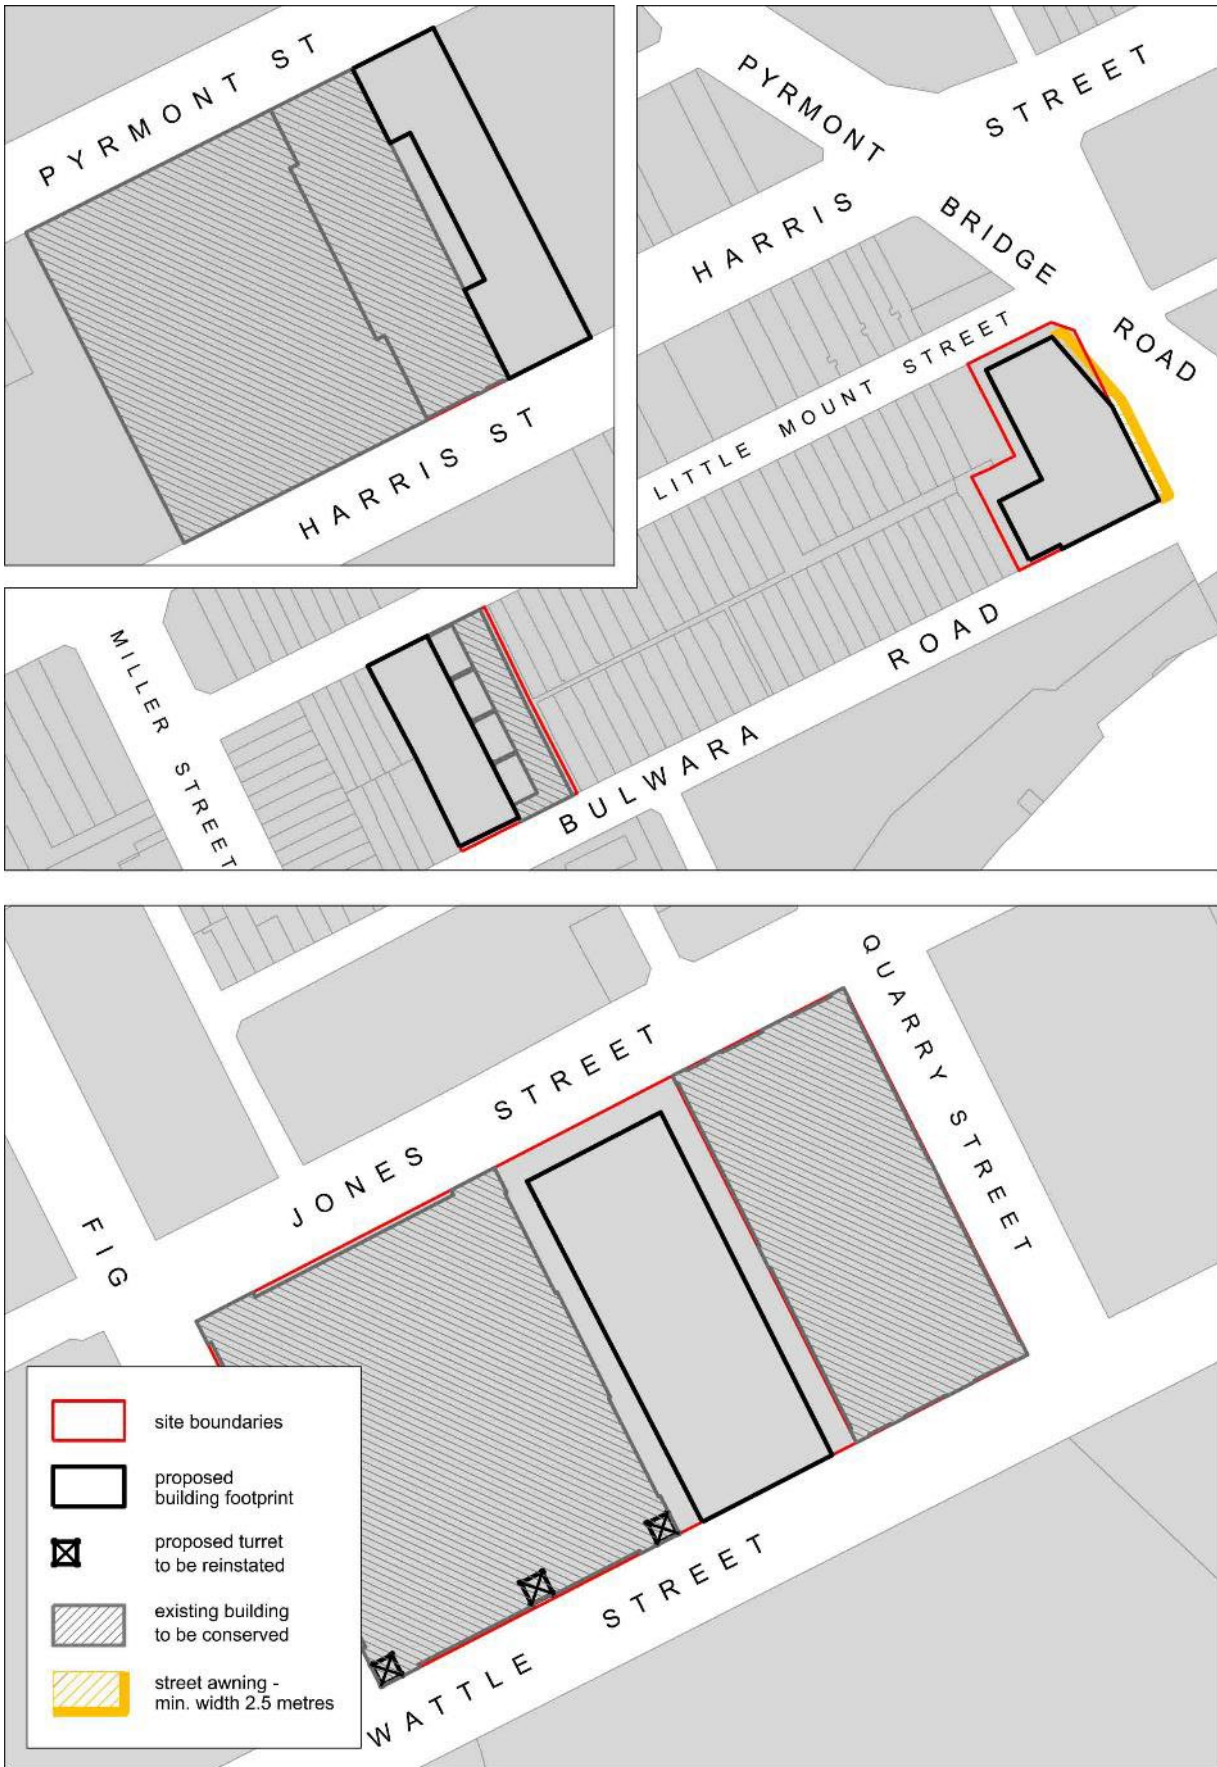 PYRMONT ST
HARRIS ST
PYRMONT
BRIDGE
ROAD
HARRIS STREET
LITTLE MOUNT STREET
MILLER STREET
BULWARA ROAD
QUARRY STREET
JONES STREET
FIG
WATTLE STREET
site boundaries
proposed
building footprint
proposed turret
to be reinstated
existing building
to be conserved
street awning -
min. width 2.5 metres